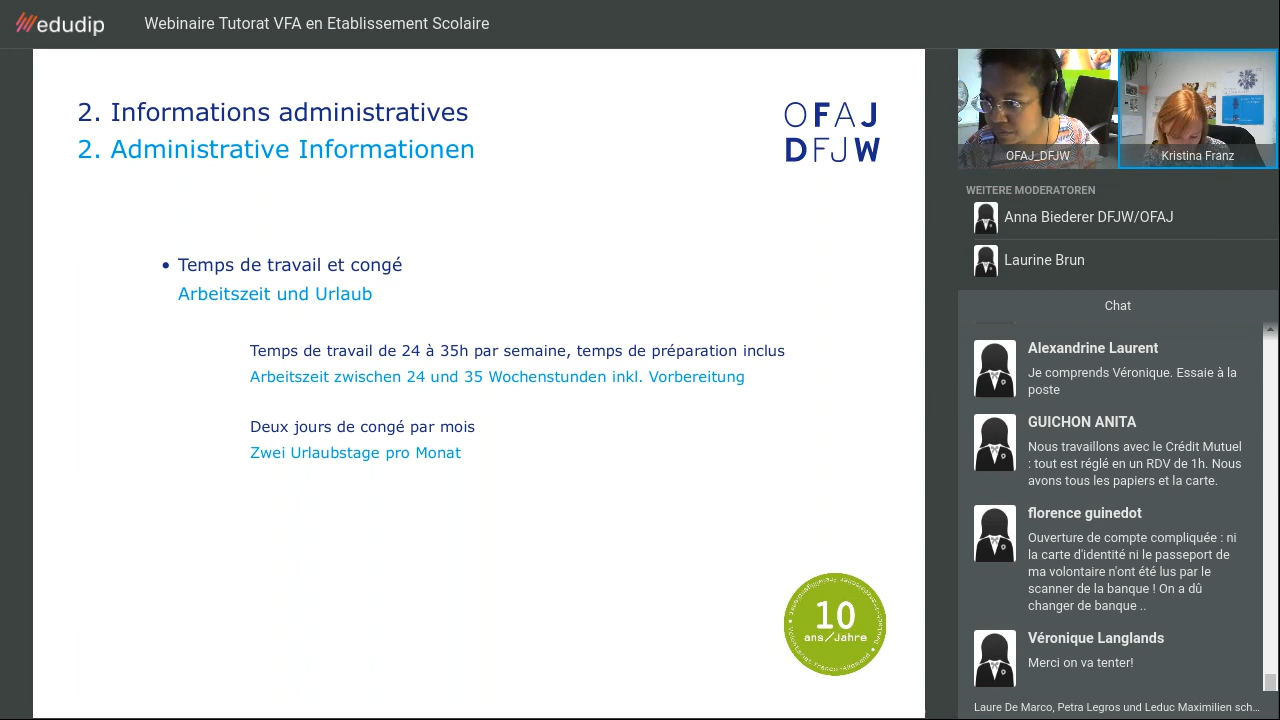 edudip
Webinaire Tutorat VFA en Etablissement Scolaire
2. Informations administratives
2. Administrative Informationen
OFAJ
DFJW
• Temps de travail et congé
Arbeitszeit und Urlaub
Temps de travail de 24 à 35h par semaine, temps de préparation inclus
Arbeitszeit zwischen 24 und 35 Wochenstunden inkl. Vorbereitung
Deux jours de congé par mois
Zwei Urlaubstage pro Monat
10
ans/Jahre
OFAJ_DFJW
Kristina Franz
WEITERE MODERATOREN
Anna Biederer DFJW/OFAJ
Laurine Brun
Chat
Alexandrine Laurent
Je comprends Véronique. Essaie à la
poste
GUICHON ANITA
Nous travaillons avec le Crédit Mutuel
: tout est réglé en un RDV de 1h. Nous
avons tous les papiers et la carte.
florence guinedot
Ouverture de compte compliquée : ni
la carte d'identité ni le passeport de
ma volontaire n'ont été lus par le
scanner de la banque ! On a dû
changer de banque ..
Véronique Langlands
Merci on va tenter!
Laure De Marco, Petra Legros und Leduc Maximilien sch...